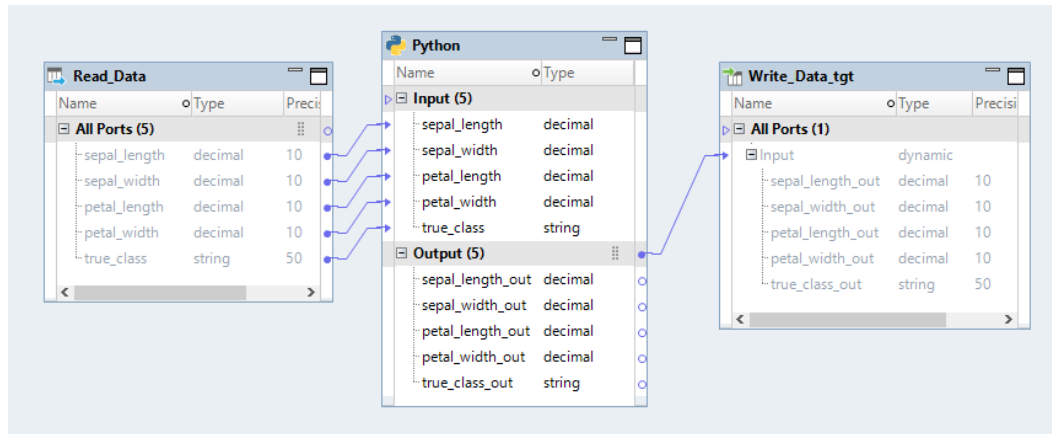 Read_Data
Name Type Precis
All Ports (5)
sepal_length decimal 10
sepal_width decimal 10
petal_length decimal 10
petal_width decimal 10
true_class string 50
Python
Name Type
Input (5)
sepal_length decimal
sepal_width decimal
petal_length decimal
petal_width decimal
true_class string
Output (5)
sepal_length_out decimal
sepal_width_out decimal
petal_length_out decimal
petal_width_out decimal
true_class_out string
Write_Data_tgt
Name Type Precisi
All Ports (1)
Input dynamic
sepal_length_out decimal 10
sepal_width_out decimal 10
petal_length_out decimal 10
petal_width_out decimal 10
true_class_out string 50